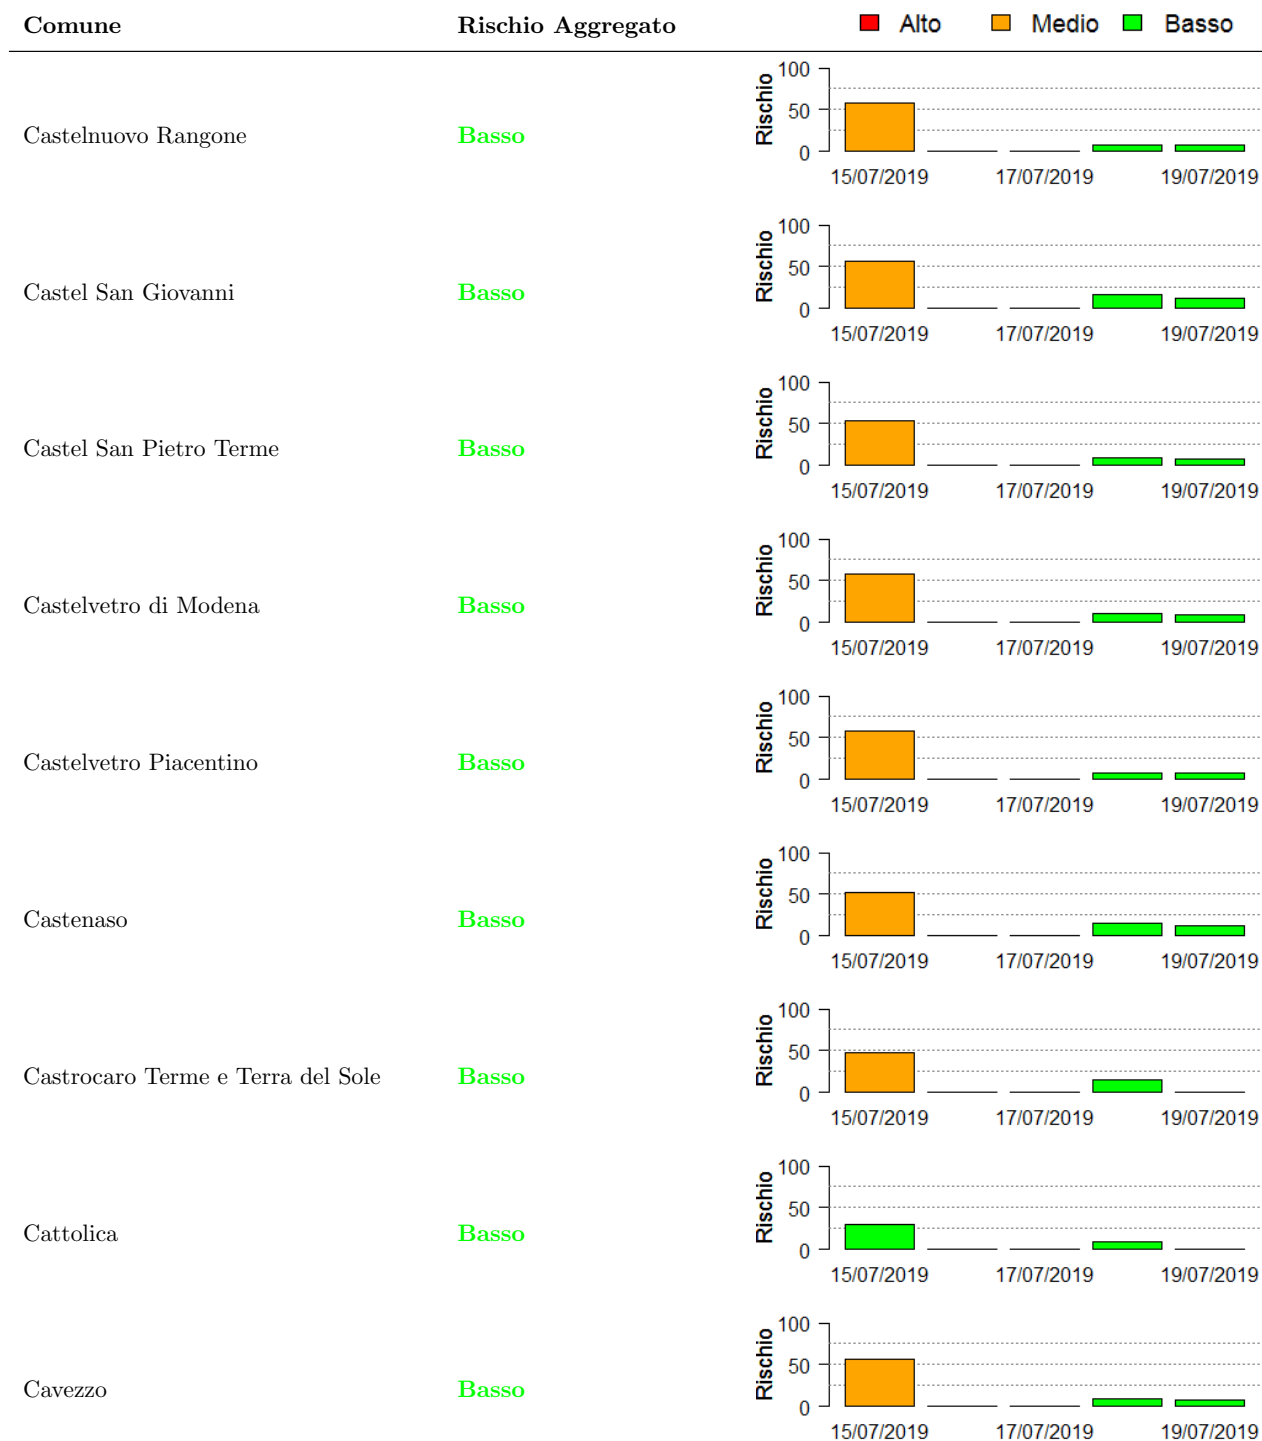 Comune Rischio Aggregato Alto Medio Basso
Castelnuovo Rangone Basso Rischio 100 50 0
15/07/2019 17/07/2019 19/07/2019
Castel San Giovanni Basso Rischio 100 50 0
15/07/2019 17/07/2019 19/07/2019
Castel San Pietro Terme Basso Rischio 100 50 0
15/07/2019 17/07/2019 19/07/2019
Castelvetro di Modena Basso Rischio 100 50 0
15/07/2019 17/07/2019 19/07/2019
Castelvetro Piacentino Basso Rischio 100 50 0
15/07/2019 17/07/2019 19/07/2019
Castenaso Basso Rischio 100 50 0
15/07/2019 17/07/2019 19/07/2019
Castrocaro Terme e Terra del Sole Basso Rischio 100 50 0
15/07/2019 17/07/2019 19/07/2019
Cattolica Basso Rischio 100 50 0
15/07/2019 17/07/2019 19/07/2019
Cavezzo Basso Rischio 100 50 0
15/07/2019 17/07/2019 19/07/2019